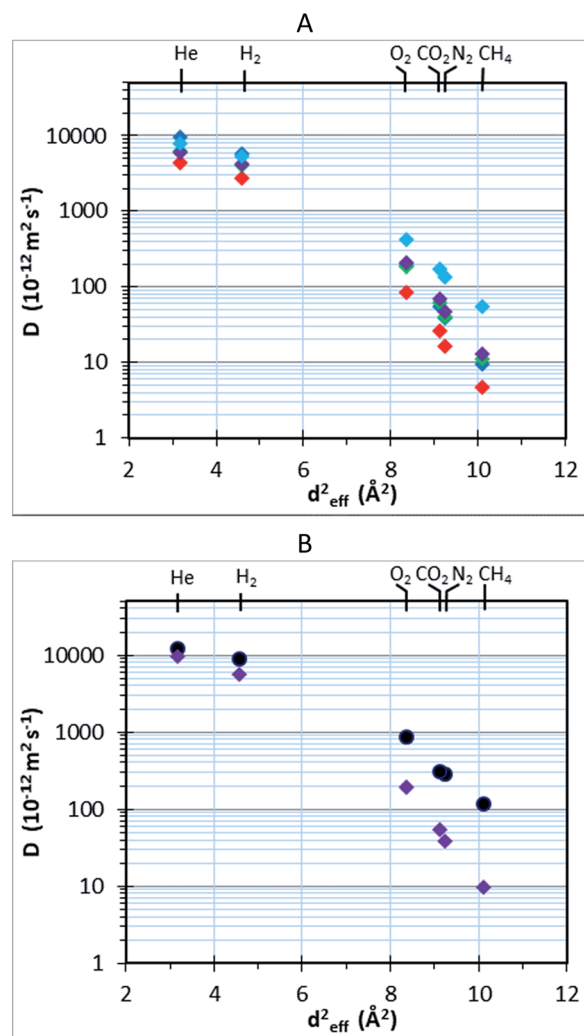 A
He H₂ O₂ CO₂ N₂ CH₄
10000
1000
100
10
1
D (10⁻¹² m² s⁻¹)
2 4 6 8 10 12
d²eff (Å²)
B
He H₂ O₂ CO₂ N₂ CH₄
10000
1000
100
10
1
D (10⁻¹² m² s⁻¹)
2 4 6 8 10 12
d²eff (Å²)